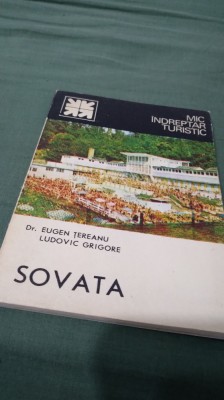 MIC
INDREPTAR
TURISTIC
Dr. EUGEN ȚEREANU
LUDOVIC GRIGORE
SOVATA